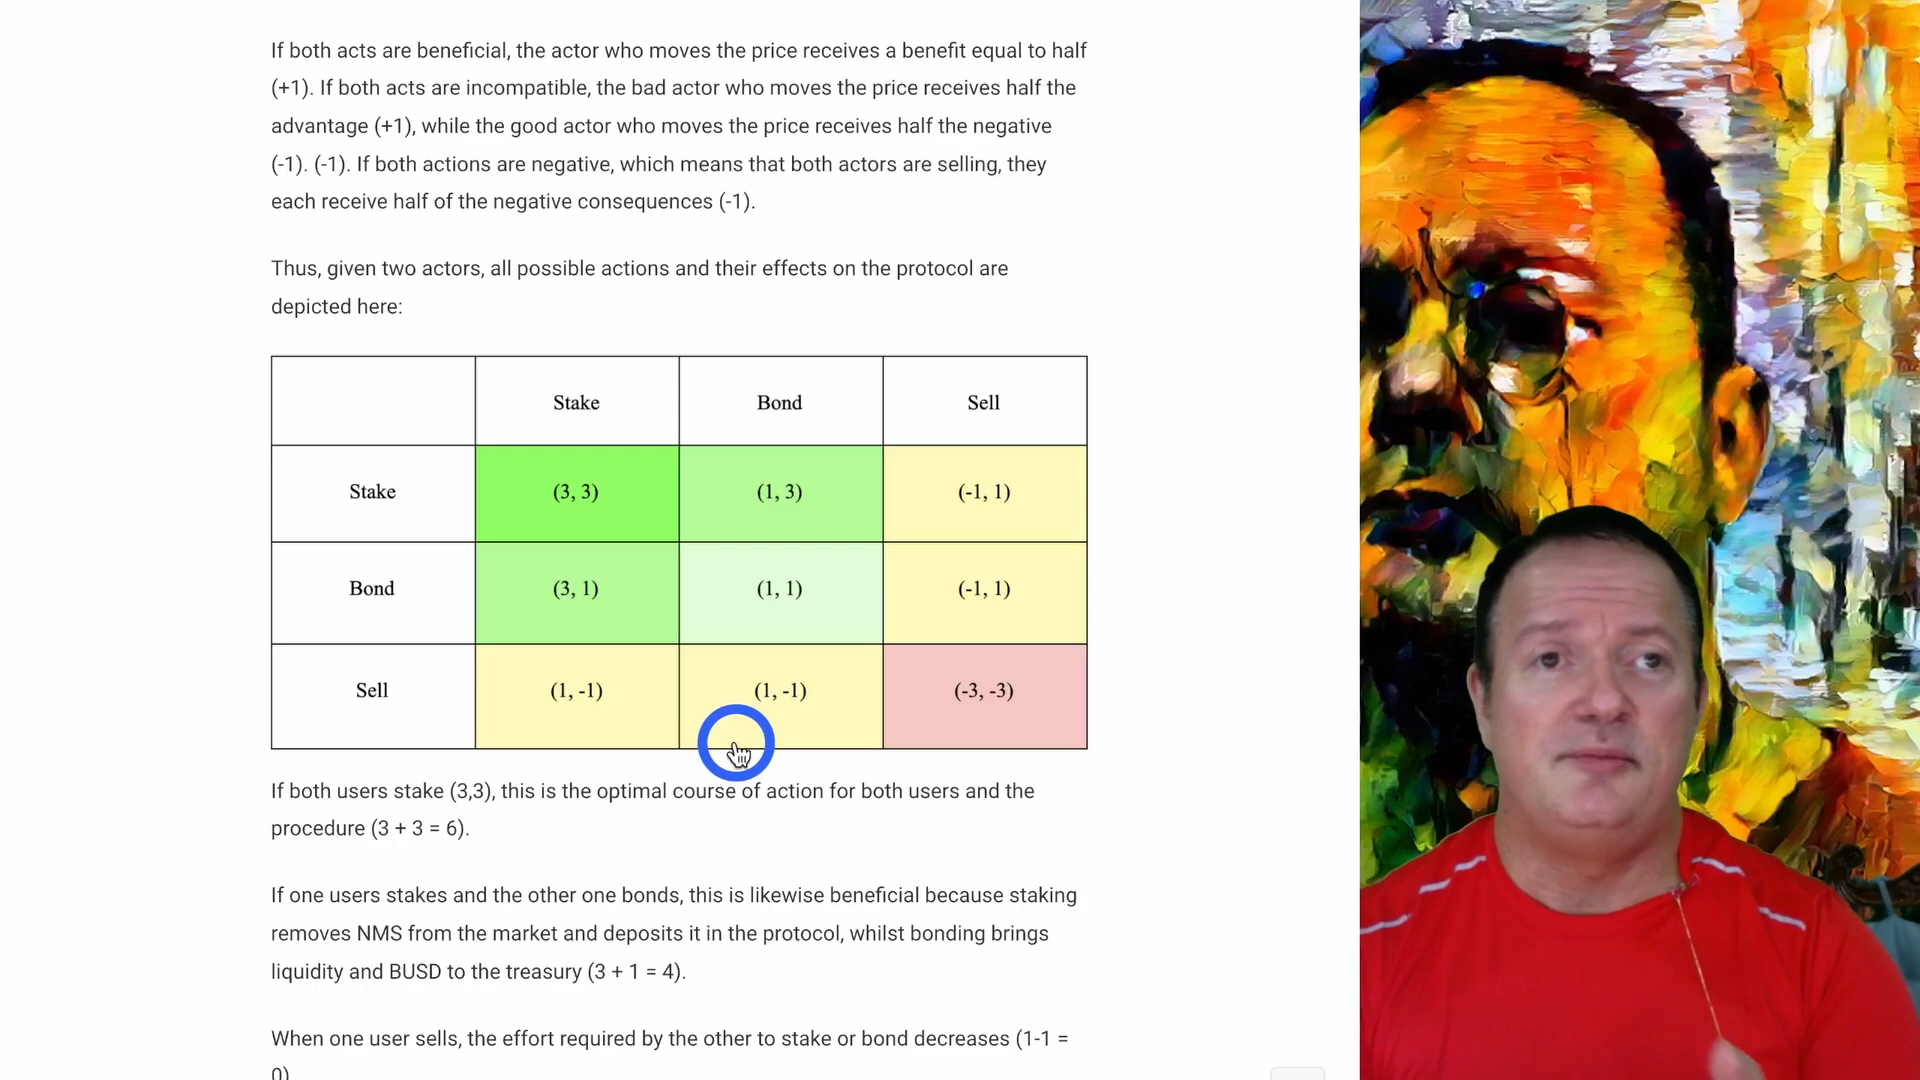 If both acts are beneficial, the actor who moves the price receives a benefit equal to half
(+1). If both acts are incompatible, the bad actor who moves the price receives half the
advantage (+1), while the good actor who moves the price receives half the negative
(-1). (-1). If both actions are negative, which means that both actors are selling, they
each receive half of the negative consequences (-1).
Thus, given two actors, all possible actions and their effects on the protocol are
depicted here:
Stake Bond Sell
Stake (3, 3) (1, 3) (-1, 1)
Bond (3, 1) (1, 1) (-1, 1)
Sell (1, -1) (1, -1) (-3, -3)
If both users stake (3,3), this is the optimal course of action for both users and the
procedure (3 + 3 = 6).
If one users stakes and the other one bonds, this is likewise beneficial because staking
removes NMS from the market and deposits it in the protocol, whilst bonding brings
liquidity and BUSD to the treasury (3 + 1 = 4).
When one user sells, the effort required by the other to stake or bond decreases (1-1 =
0)